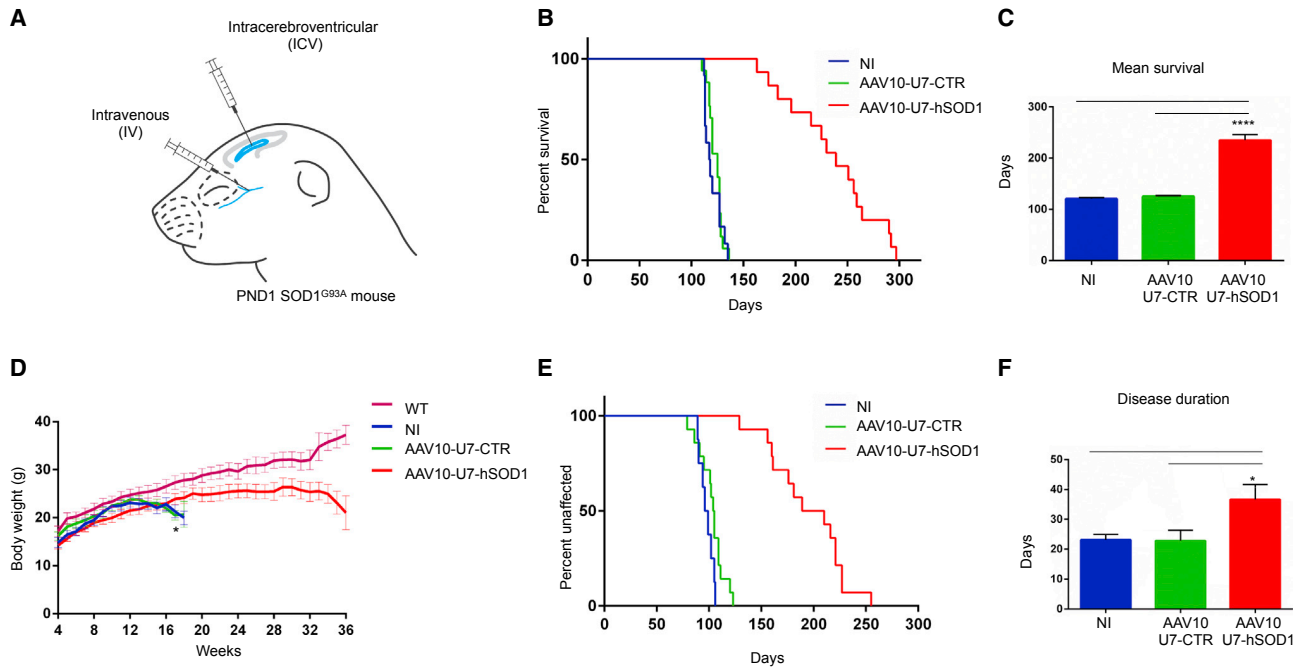 A
Intracerebroventricular
(ICV)
Intravenous
(IV)
PND1 SOD1G93A mouse
B
Percent survival
100
50
0
0 50 100 150 200 250 300
Days
NI
AAV10-U7-CTR
AAV10-U7-hSOD1
C
Mean survival
Days
300
200
100
0
****
NI
AAV10
U7-CTR
AAV10
U7-hSOD1
D
Body weight (g)
40
30
20
10
0
*
4 8 12 16 20 24 28 32 36
Weeks
WT
NI
AAV10-U7-CTR
AAV10-U7-hSOD1
E
Percent unaffected
100
50
0
0 50 100 150 200 250 300
Days
NI
AAV10-U7-CTR
AAV10-U7-hSOD1
F
Disease duration
Days
50
40
30
20
10
0
*
NI
AAV10
U7-CTR
AAV10
U7-hSOD1